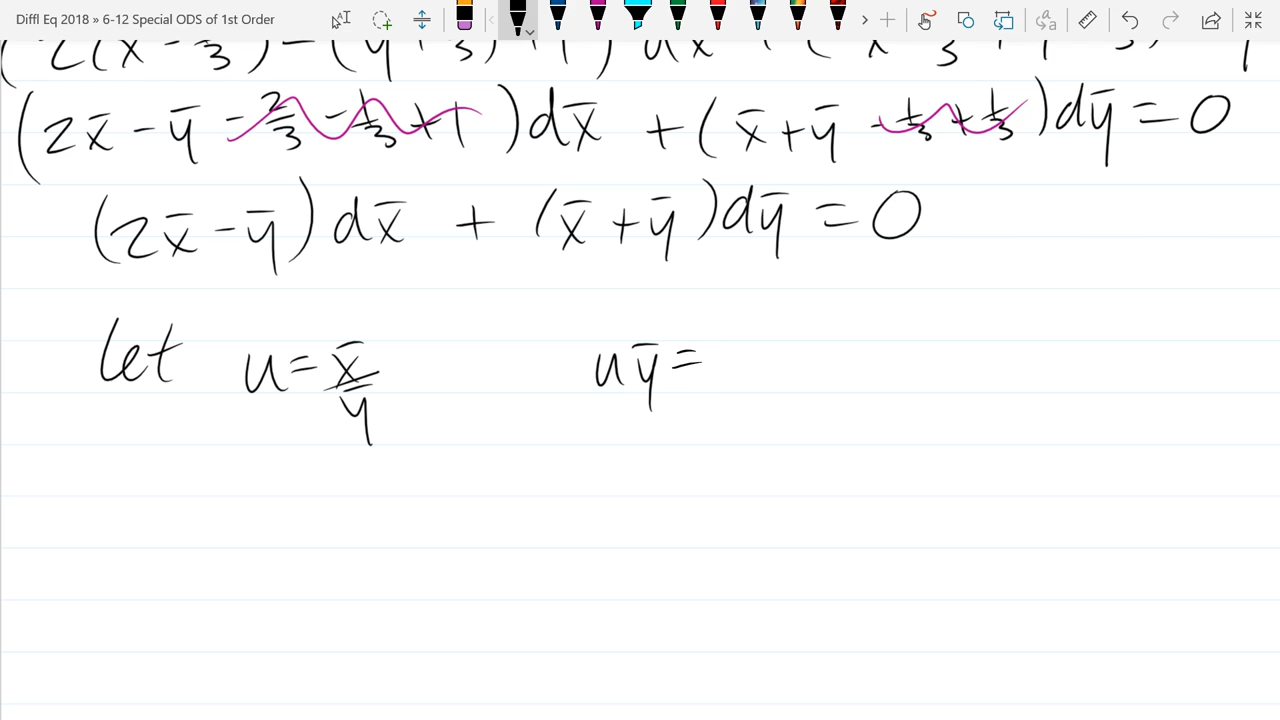 Diffl Eq 2018 » 6-12 Special ODS of 1st Order
(2x̄ - ȳ - 2/3 - 1/3 + 1)dx̄ + (x̄ + ȳ - 1/3 + 1/3)dȳ = 0
(2x̄ - ȳ)dx̄ + (x̄ + ȳ)dȳ = 0
let u = x̄/ȳ uȳ =